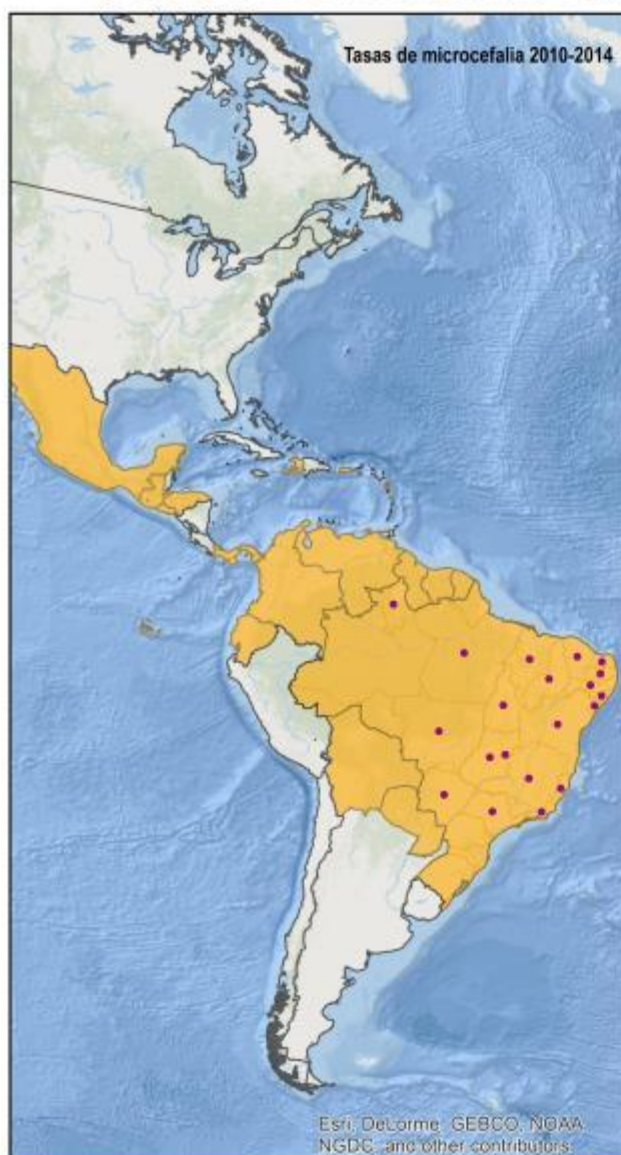 Tasas de microcefalia 2010-2014
Esri, DeLorme, GEBCO, NOAA,
NGDC, and other contributors